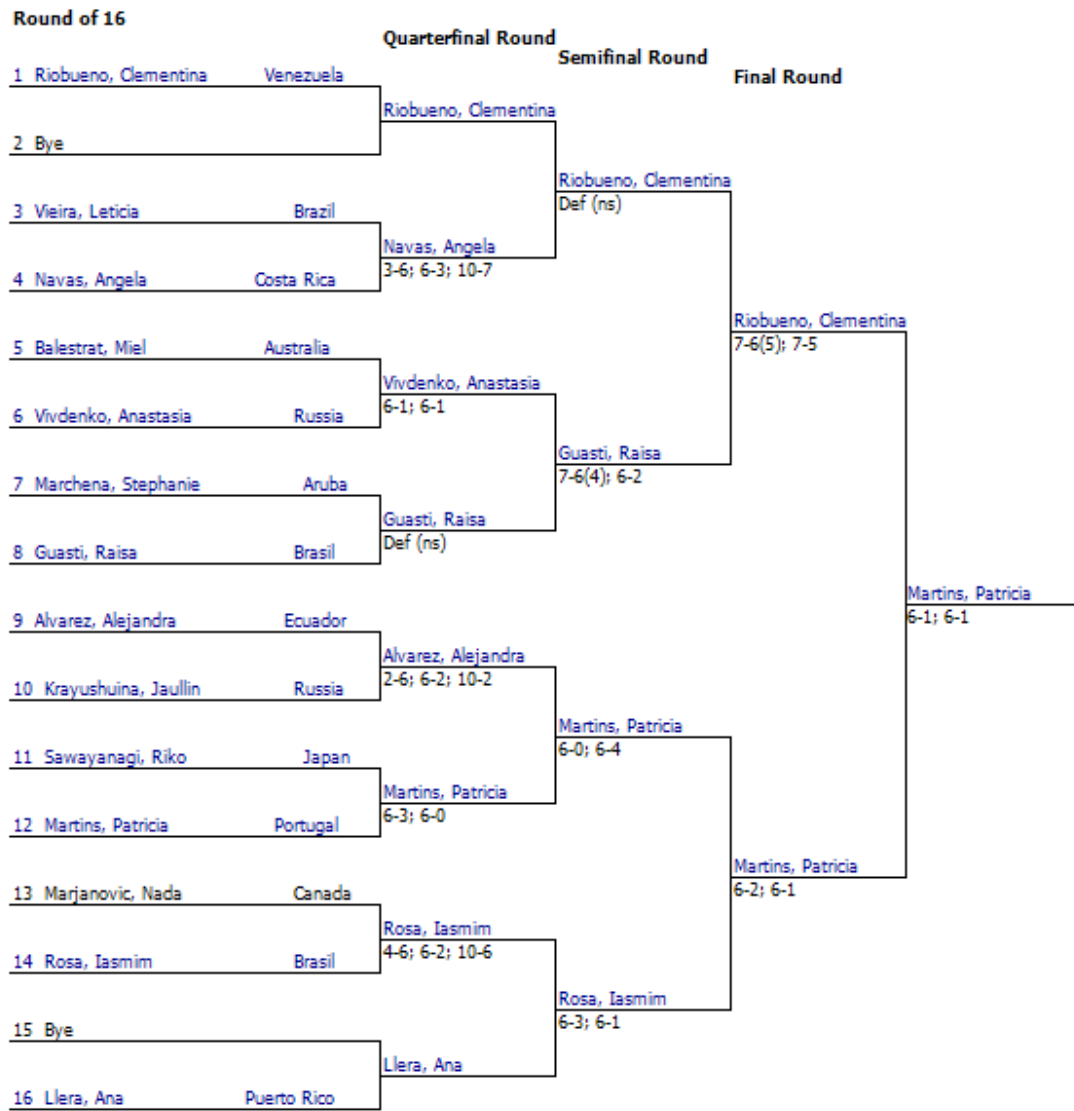 Round of 16
Quarterfinal Round
Semifinal Round
Final Round
1 Riobueno, Clementina Venezuela
2 Bye
3 Vieira, Leticia Brazil
4 Navas, Angela Costa Rica
5 Balestrat, Miel Australia
6 Vivdenko, Anastasia Russia
7 Marchena, Stephanie Aruba
8 Guasti, Raisa Brasil
9 Alvarez, Alejandra Ecuador
10 Krayushuina, Jaullin Russia
11 Sawayanagi, Riko Japan
12 Martins, Patricia Portugal
13 Marjanovic, Nada Canada
14 Rosa, Iasmim Brasil
15 Bye
16 Llera, Ana Puerto Rico
Riobueno, Clementina
Navas, Angela
3-6; 6-3; 10-7
Vivdenko, Anastasia
6-1; 6-1
Guasti, Raisa
Def (ns)
Alvarez, Alejandra
2-6; 6-2; 10-2
Martins, Patricia
6-3; 6-0
Rosa, Iasmim
4-6; 6-2; 10-6
Llera, Ana
Riobueno, Clementina
Def (ns)
Guasti, Raisa
7-6(4); 6-2
Martins, Patricia
6-0; 6-4
Rosa, Iasmim
6-3; 6-1
Riobueno, Clementina
7-6(5); 7-5
Martins, Patricia
6-2; 6-1
Martins, Patricia
6-1; 6-1